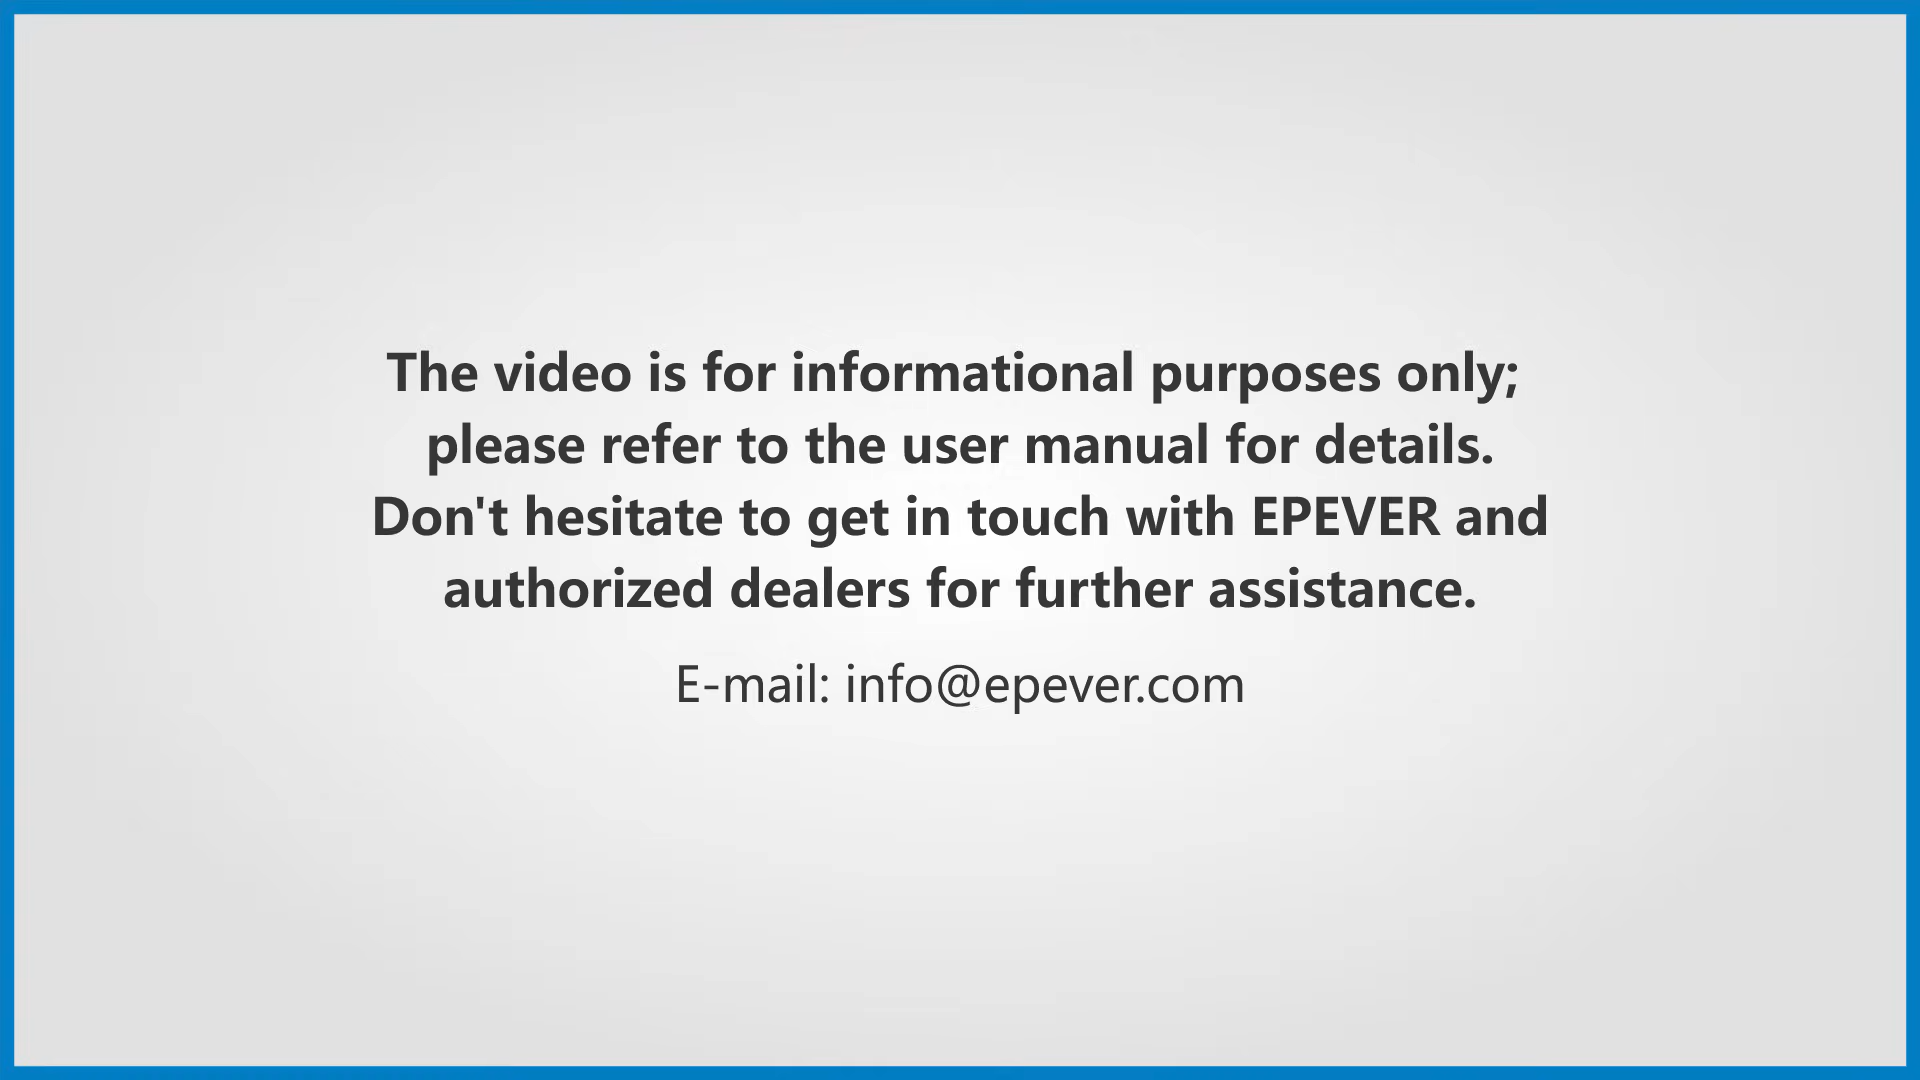 The video is for informational purposes only;
please refer to the user manual for details.
Don't hesitate to get in touch with EPEVER and
authorized dealers for further assistance.
E-mail: info@epever.com